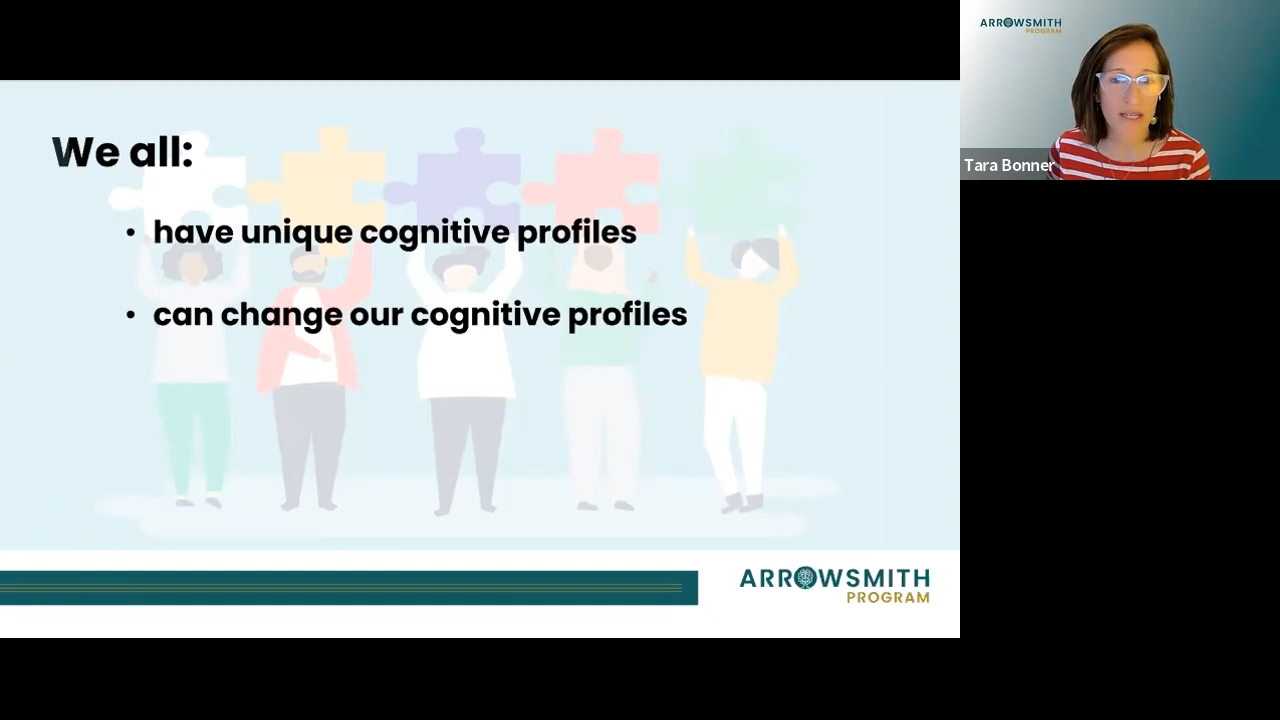 We all:
• have unique cognitive profiles
• can change our cognitive profiles
ARROWSMITH
PROGRAM
ARROWSMITH
PROGRAM
Tara Bonner